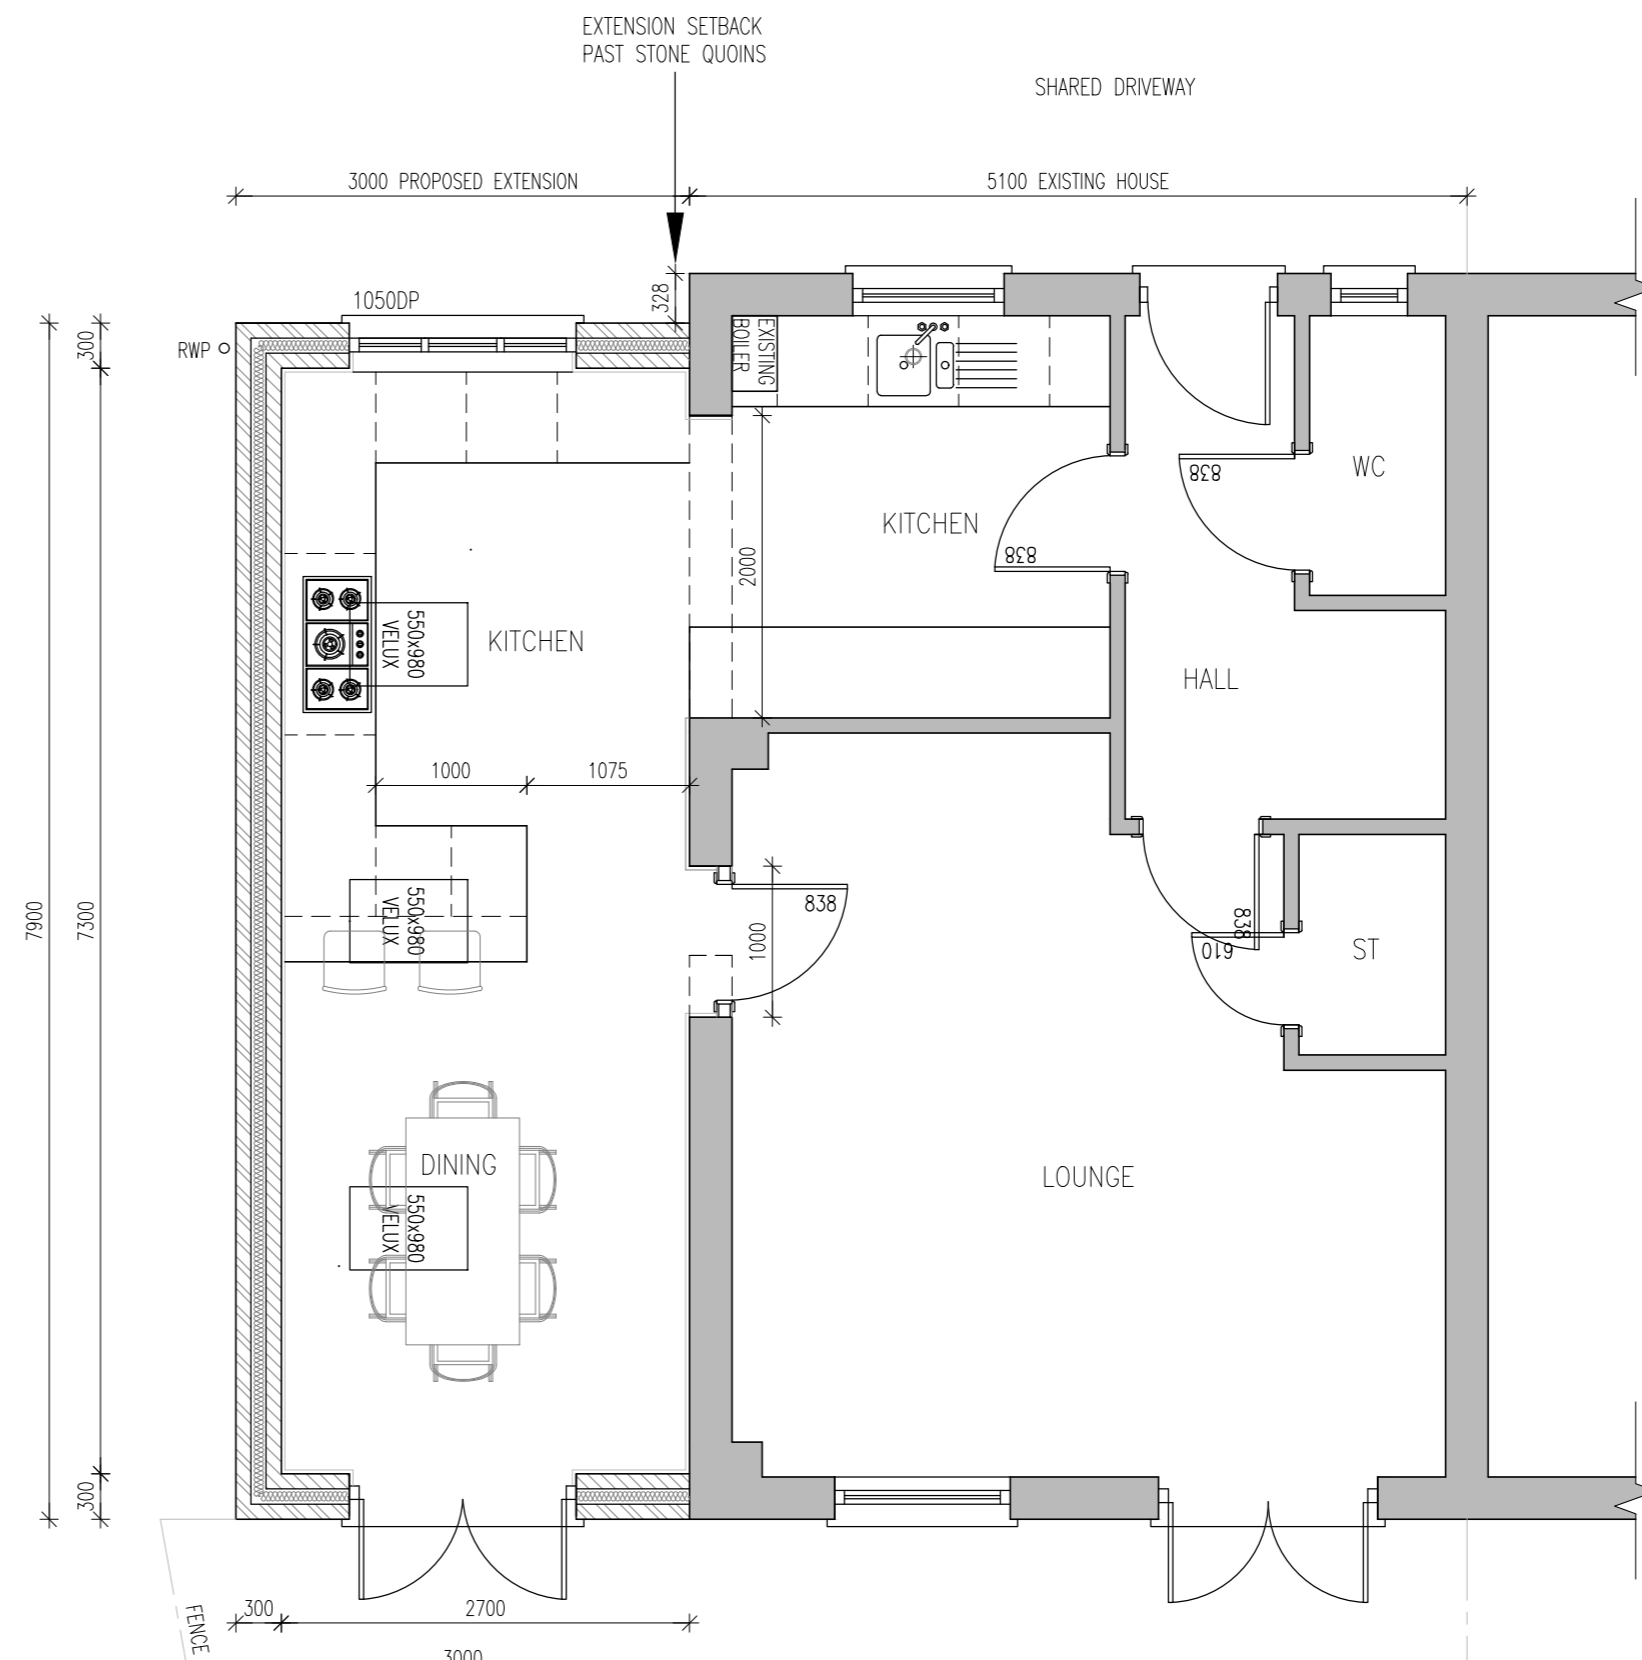 EXTENSION SETBACK
PAST STONE QUOINS
SHARED DRIVEWAY
3000 PROPOSED EXTENSION
5100 EXISTING HOUSE
328
1050DP
300
RWP
EXISTING
BOILER
WC
838
KITCHEN
838
2000
550x980
VELUX
KITCHEN
HALL
1000
1075
7900
7300
550x980
VELUX
838
1000
838
610
ST
DINING
550x980
VELUX
LOUNGE
300
300
2700
FENCE
3000